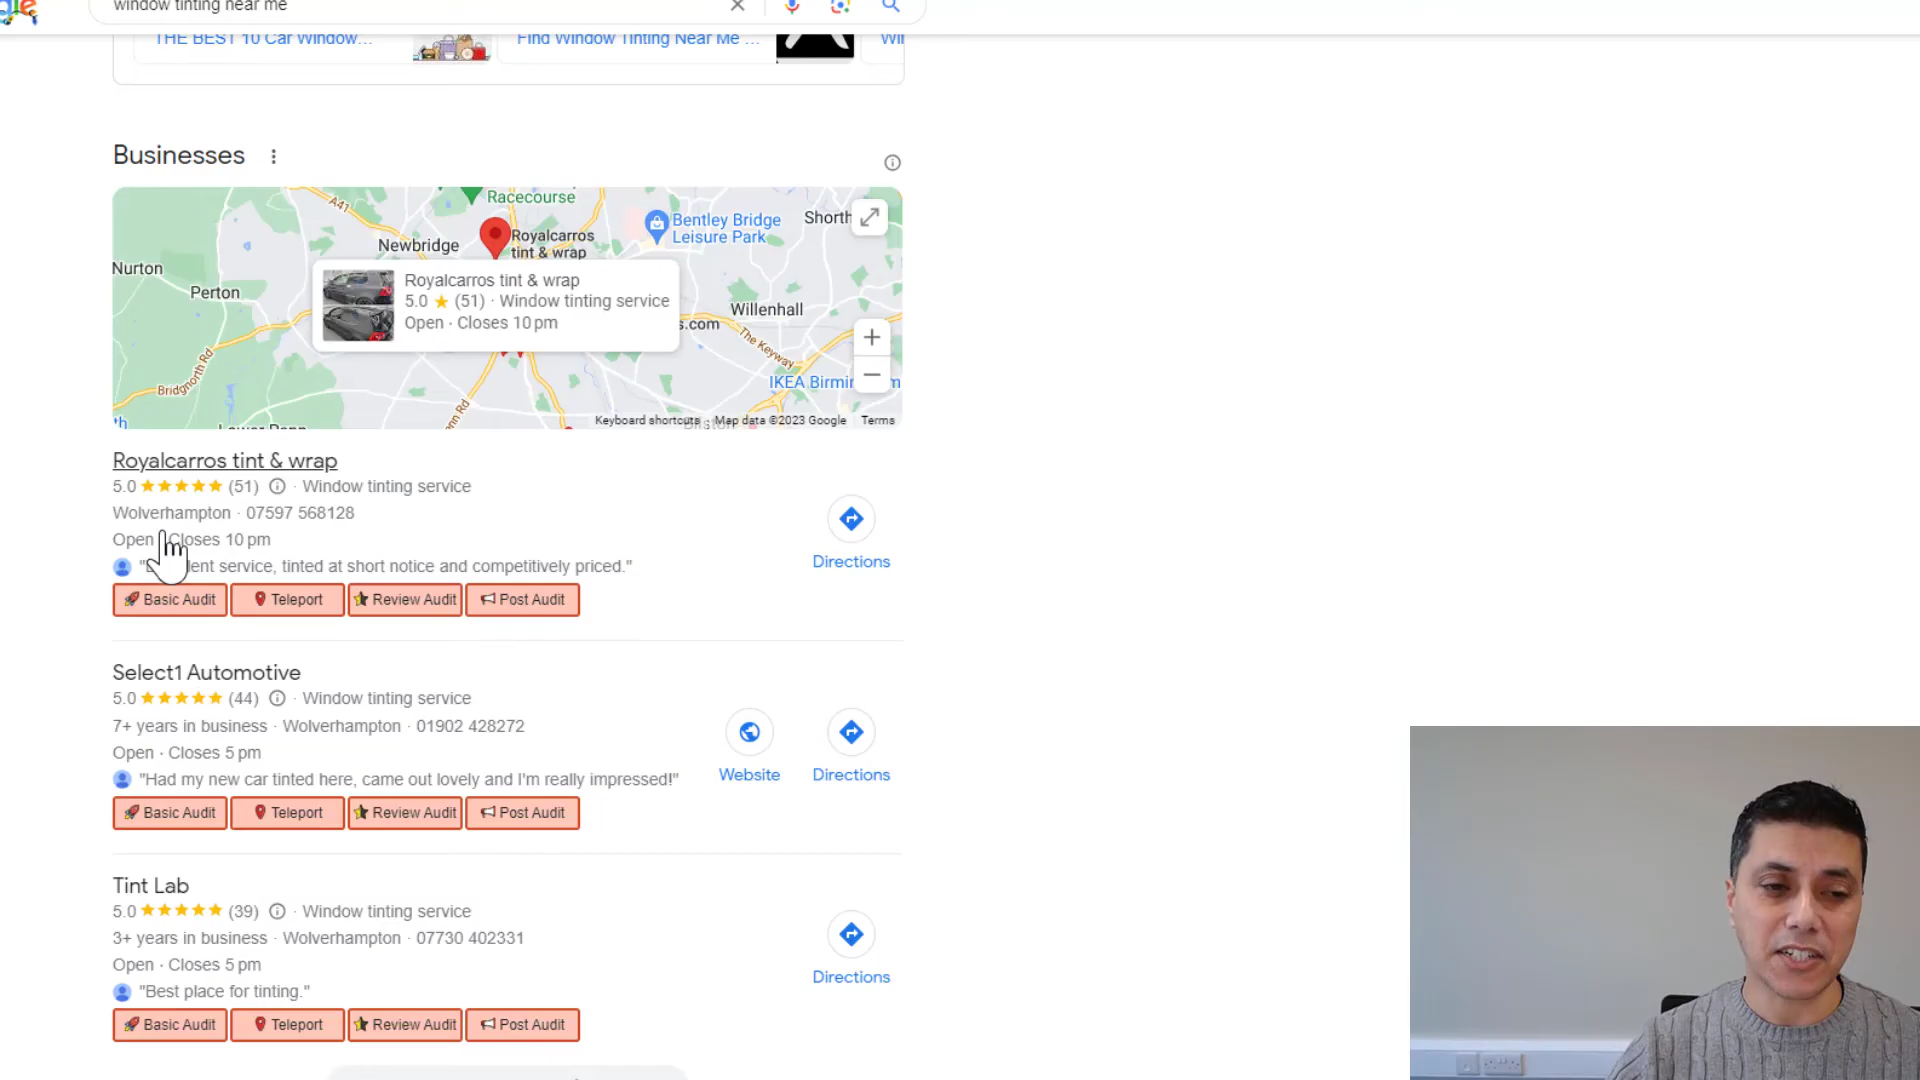 window tinting near me
THE BEST 10 Car Window...
Find Window Tinting Near Me ...
Businesses
A41
Racecourse
Newbridge
Royalcarros
tint & wrap
Bentley Bridge
Leisure Park
Shorth
Nurton
Perton
Royalcarros tint & wrap
5.0 ★ (51) · Window tinting service
Open · Closes 10 pm
s.com
Willenhall
The Keyway
Bridgnorth Rd
IKEA Birmin
nn Rd
Keyboard shortcuts
Map data ©2023 Google
Terms
Royalcarros tint & wrap
5.0 ★★★★★ (51) · Window tinting service
Wolverhampton · 07597 568128
Open · Closes 10 pm
ent service, tinted at short notice and competitively priced."
Directions
Basic Audit
Teleport
Review Audit
Post Audit
Select1 Automotive
5.0 ★★★★★ (44) · Window tinting service
7+ years in business · Wolverhampton · 01902 428272
Open · Closes 5 pm
"Had my new car tinted here, came out lovely and I'm really impressed!"
Website
Directions
Basic Audit
Teleport
Review Audit
Post Audit
Tint Lab
5.0 ★★★★★ (39) · Window tinting service
3+ years in business · Wolverhampton · 07730 402331
Open · Closes 5 pm
"Best place for tinting."
Directions
Basic Audit
Teleport
Review Audit
Post Audit